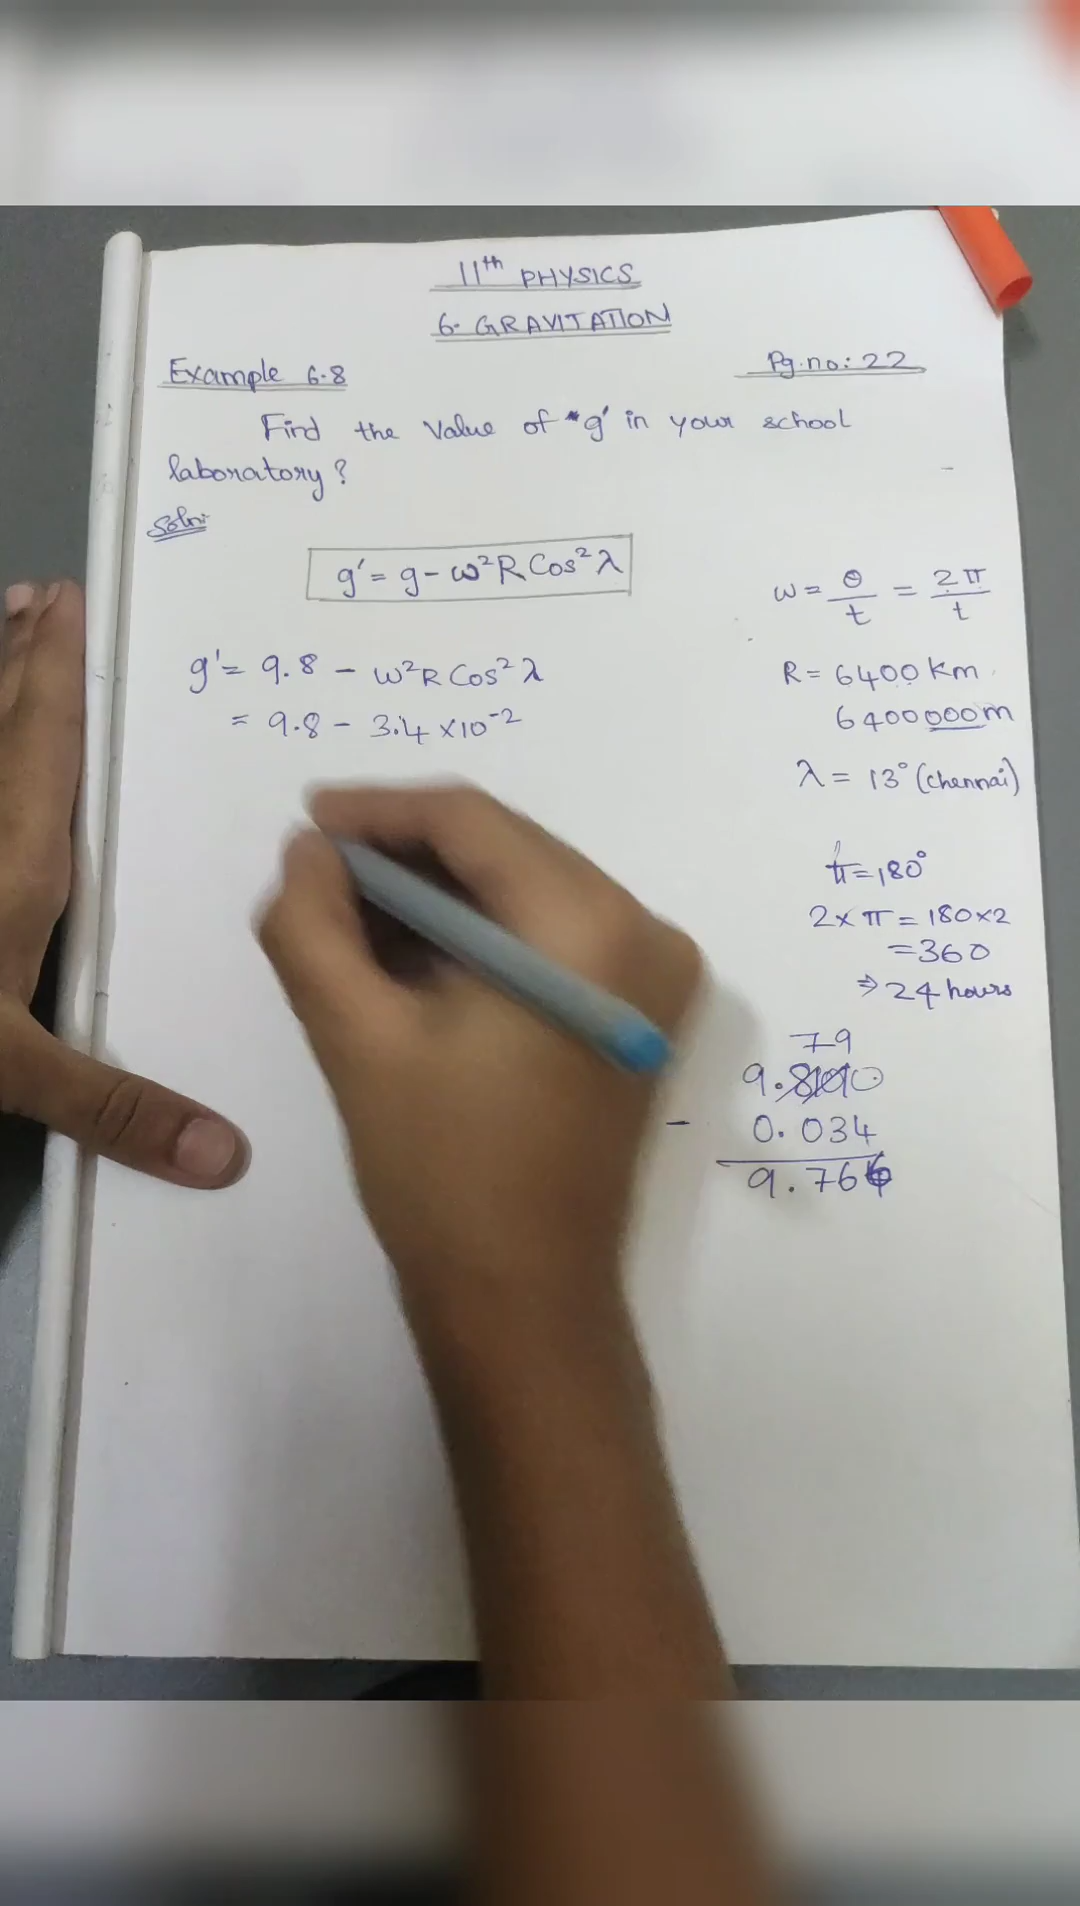 11th PHYSICS
6. GRAVITATION
Example 6.8
Pg.no: 22
Find the Value of "g' in your school
laboratory?
Soln:
g' = g - ω²R Cos²λ
g' = 9.8 - ω²R Cos²λ
= 9.8 - 3.4 ×10⁻²
ω = θ/t = 2π/t
R = 6400 km
6400000m
λ = 13° (Chennai)
π = 180°
2 × π = 180×2
= 360
⇒ 24 hours
79
9.8
- 0.034
9.766